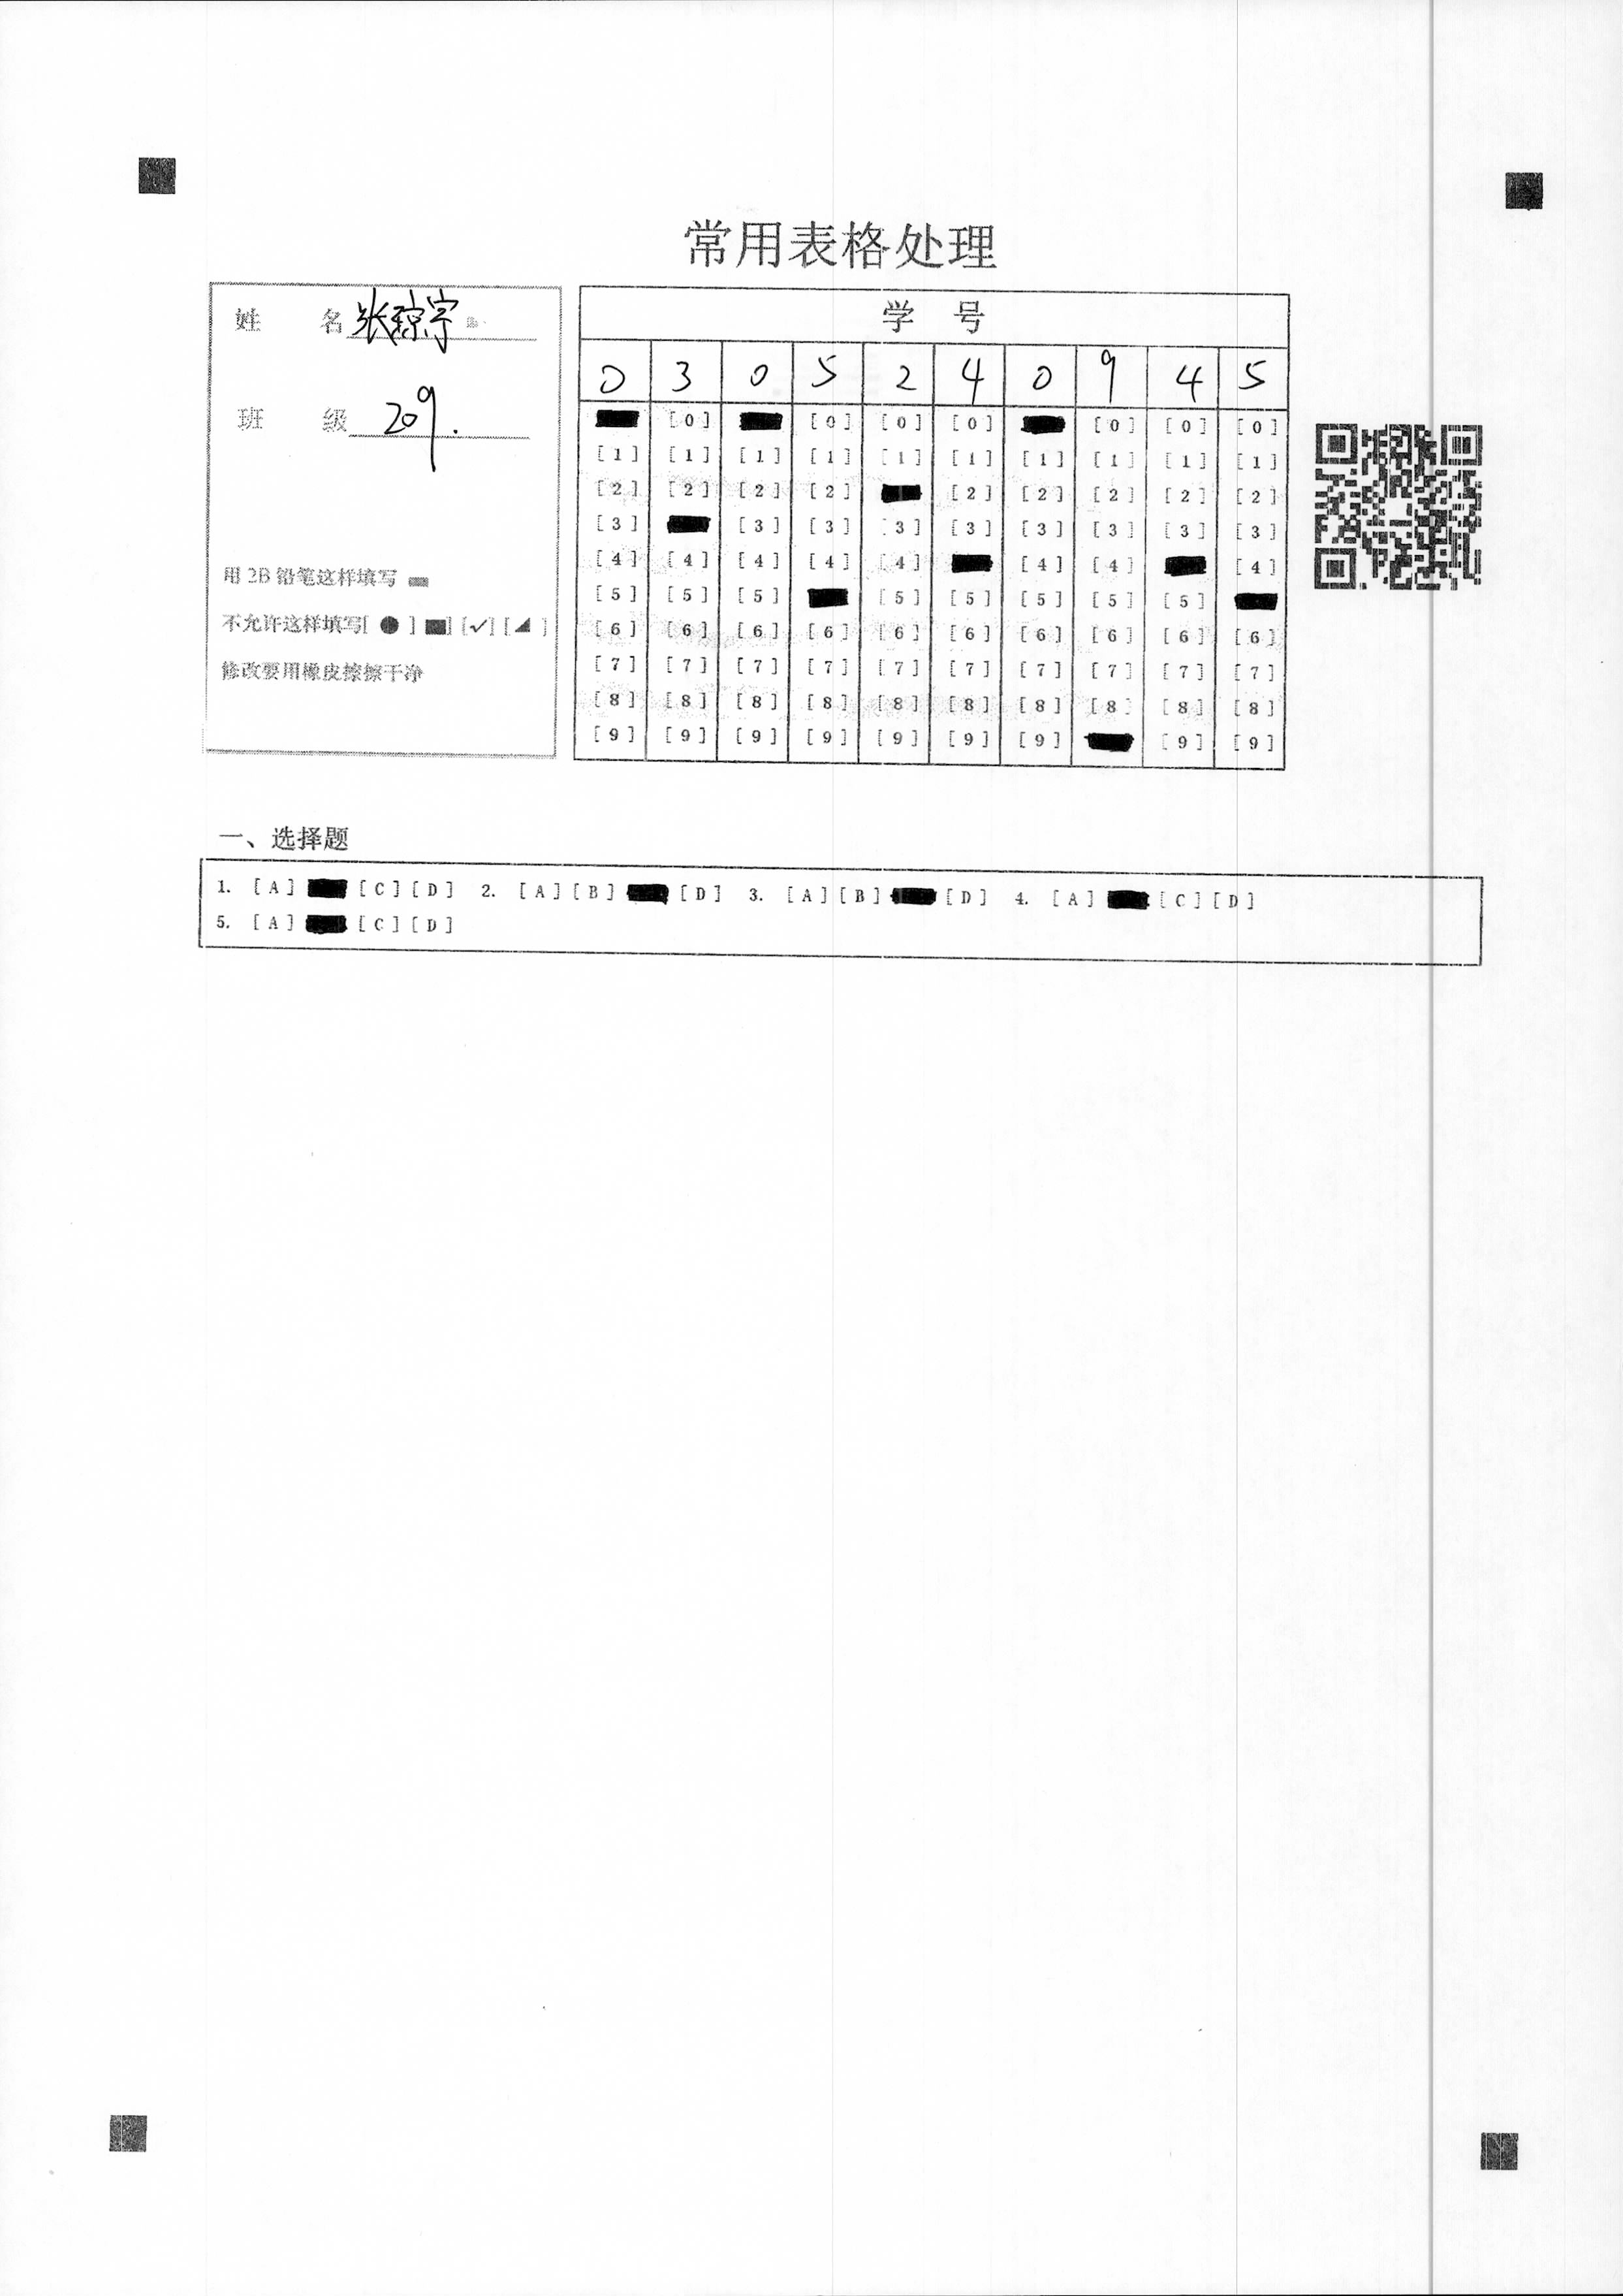 常用表格处理
姓 名 张琼宇
班 级 209.
用 2B 铅笔这样填写
不允许这样填写[ ● ] ■] [✓] [ ◢ ]
修改要用橡皮擦擦干净
学 号
0 3 0 5 2 4 0 9 4 5
[0] [0] [0] [0] [0] [0] [0]
[1] [1] [1] [1] [1] [1] [1] [1] [1] [1]
[2] [2] [2] [2] [2] [2] [2] [2] [2]
[3] [3] [3] [3] [3] [3] [3] [3] [3]
[4] [4] [4] [4] [4] [4] [4] [4]
[5] [5] [5] [5] [5] [5] [5] [5]
[6] [6] [6] [6] [6] [6] [6] [6] [6] [6]
[7] [7] [7] [7] [7] [7] [7] [7] [7] [7]
[8] [8] [8] [8] [8] [8] [8] [8] [8] [8]
[9] [9] [9] [9] [9] [9] [9] [9] [9]
一、选择题
1. [A] [C] [D] 2. [A] [B] [D] 3. [A] [B] [D] 4. [A] [C] [D]
5. [A] [C] [D]